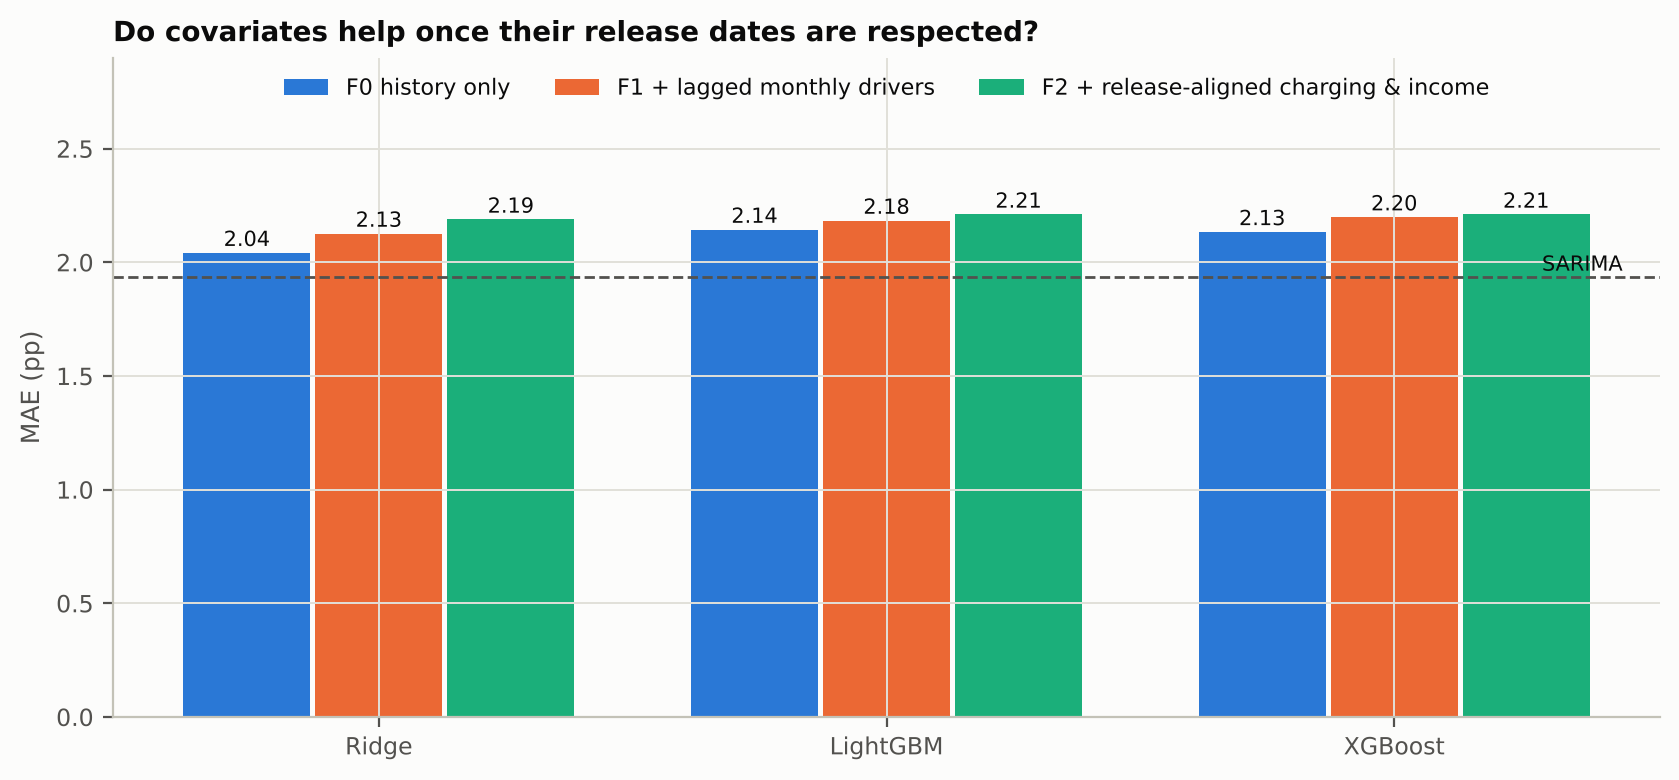 Do covariates help once their release dates are respected?
F0 history only
F1 + lagged monthly drivers
F2 + release-aligned charging & income
MAE (pp)
2.5
2.0
1.5
1.0
0.5
0.0
2.04
2.13
2.19
2.14
2.18
2.21
2.13
2.20
2.21
SARIMA
Ridge
LightGBM
XGBoost